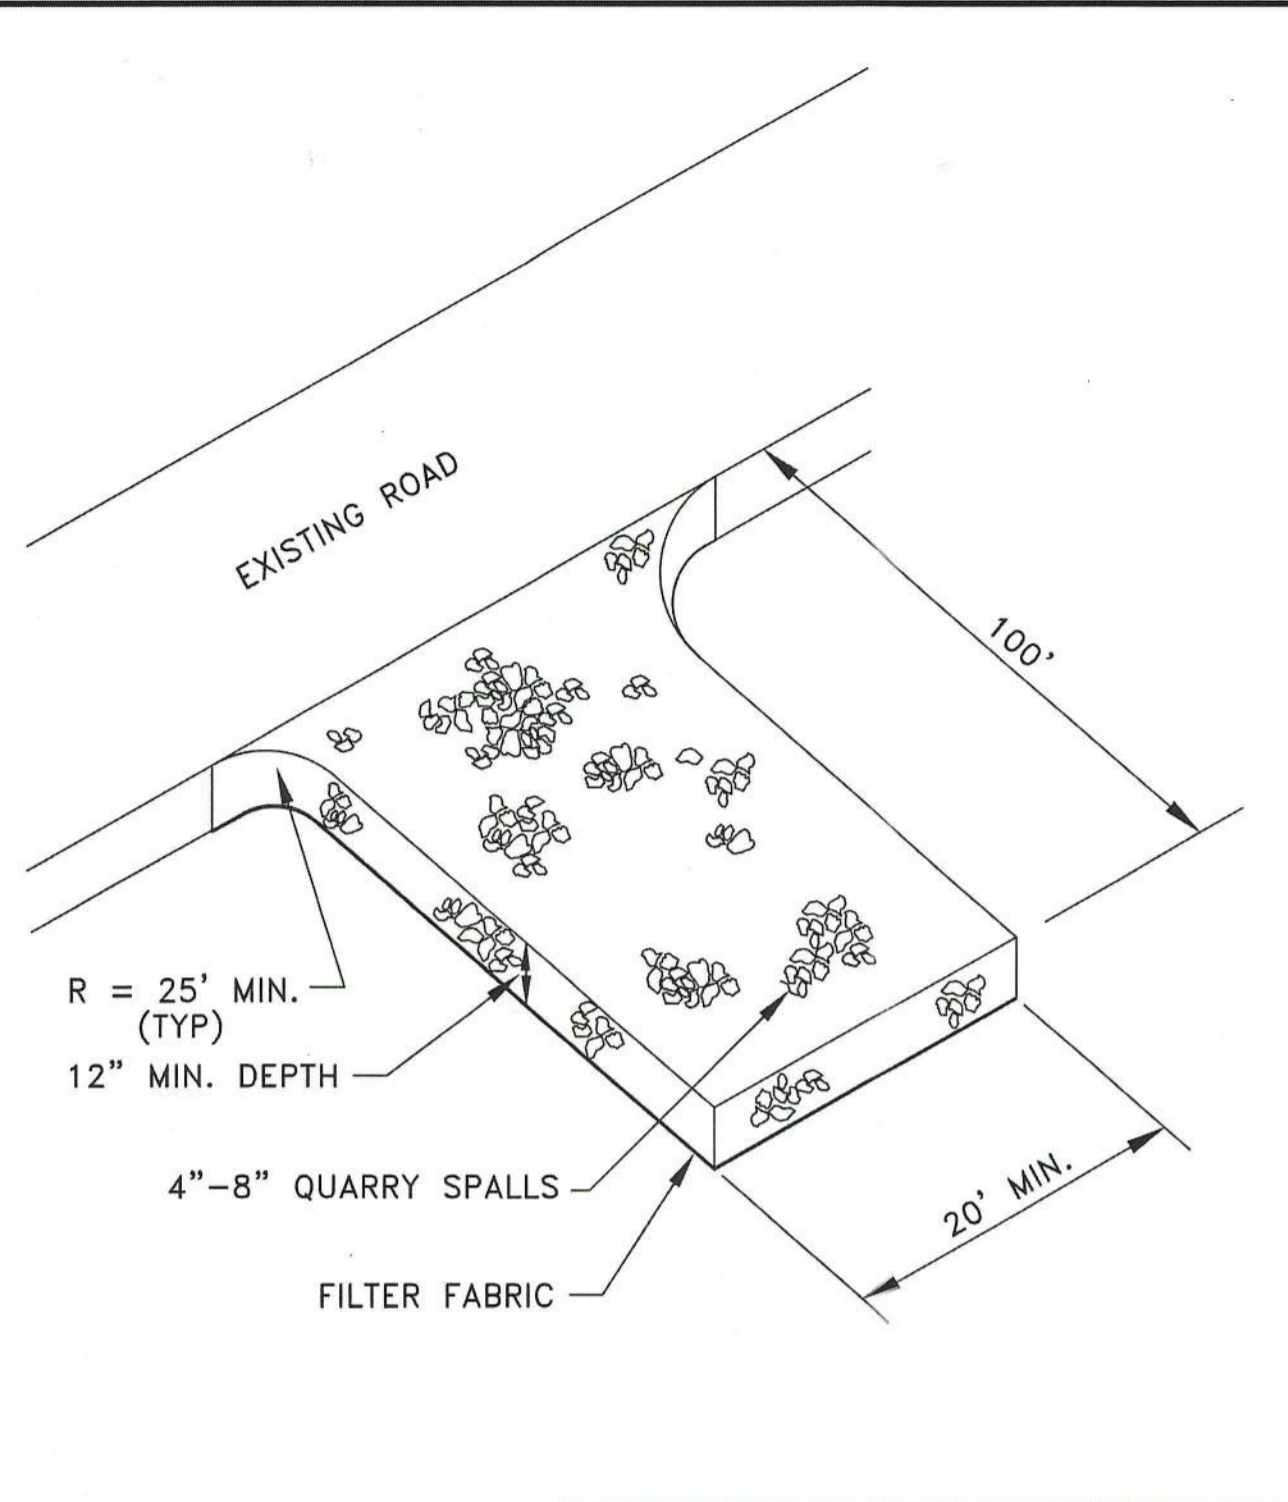 EXISTING ROAD
100’
R = 25’ MIN.
(TYP)
12” MIN. DEPTH
4”–8” QUARRY SPALLS
20’ MIN.
FILTER FABRIC